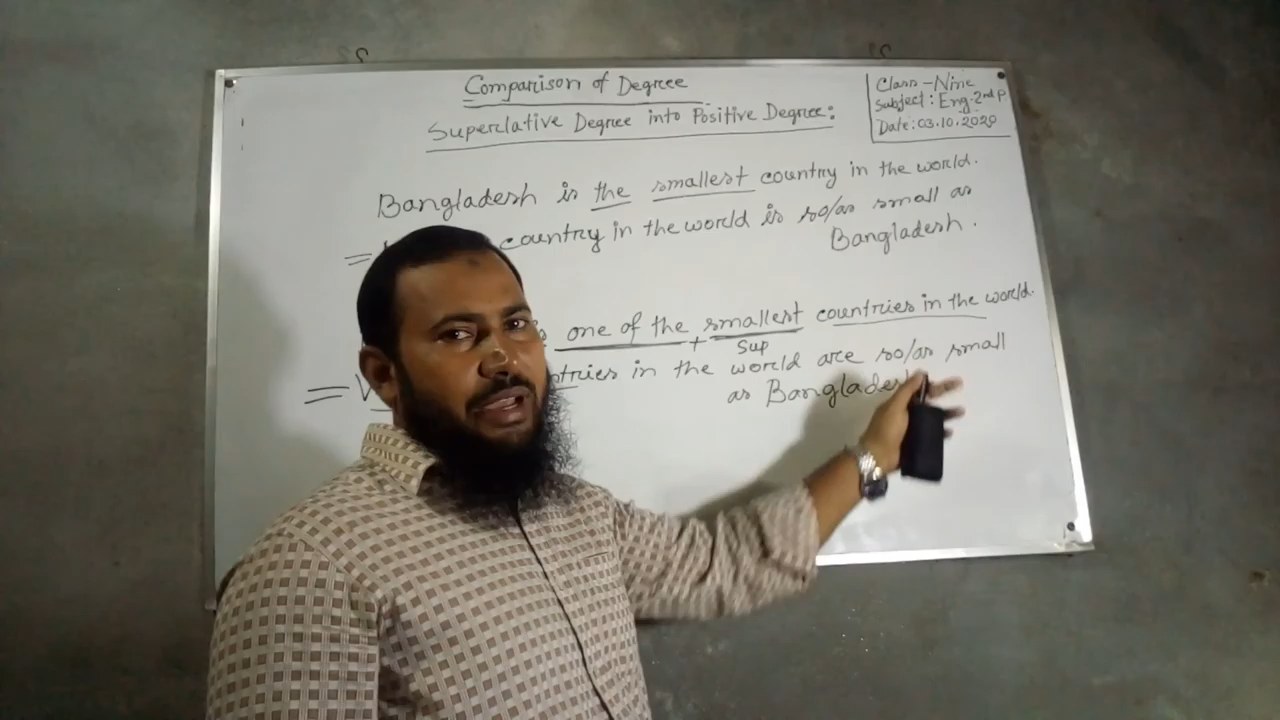 Comparison of Degree
Superlative Degree into Positive Degree:
Class - Nine
Subject: Eng. 2nd P
Date: 03.10.2020
Bangladesh is the smallest country in the world.
= country in the world is so/as small as
Bangladesh.
one of the + smallest countries in the world.
Sup
= in the world are so/as small
as Bangladesh